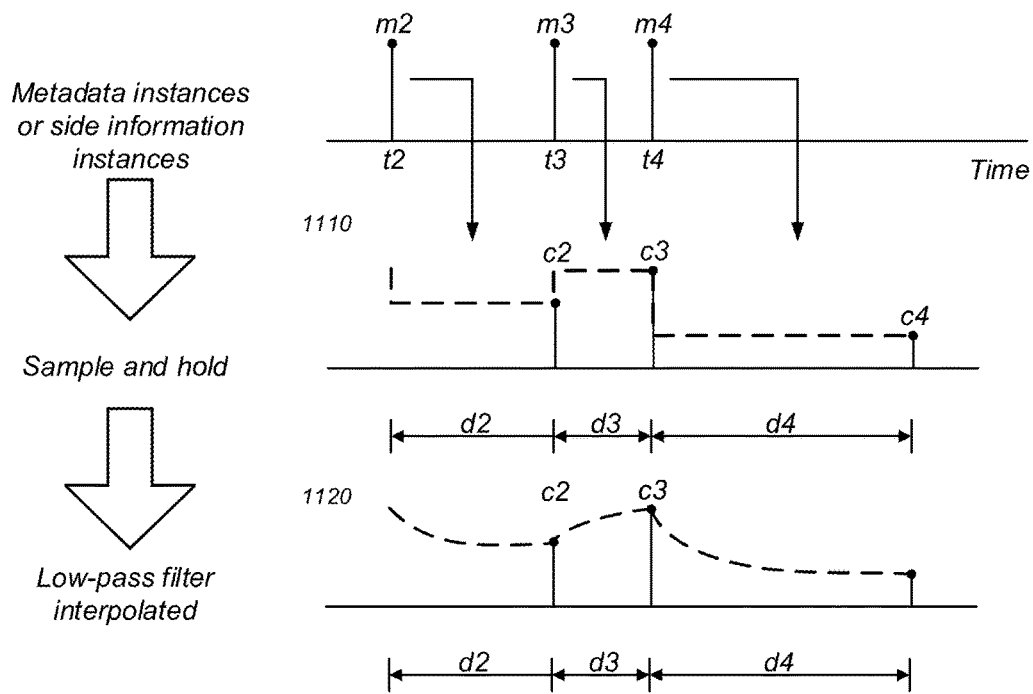 m2 m3 m4
Metadata instances
or side information
instances
t2 t3 t4
Time
1110
c2 c3
c4
Sample and hold
d2 d3 d4
1120
c2 c3
Low-pass filter
interpolated
d2 d3 d4